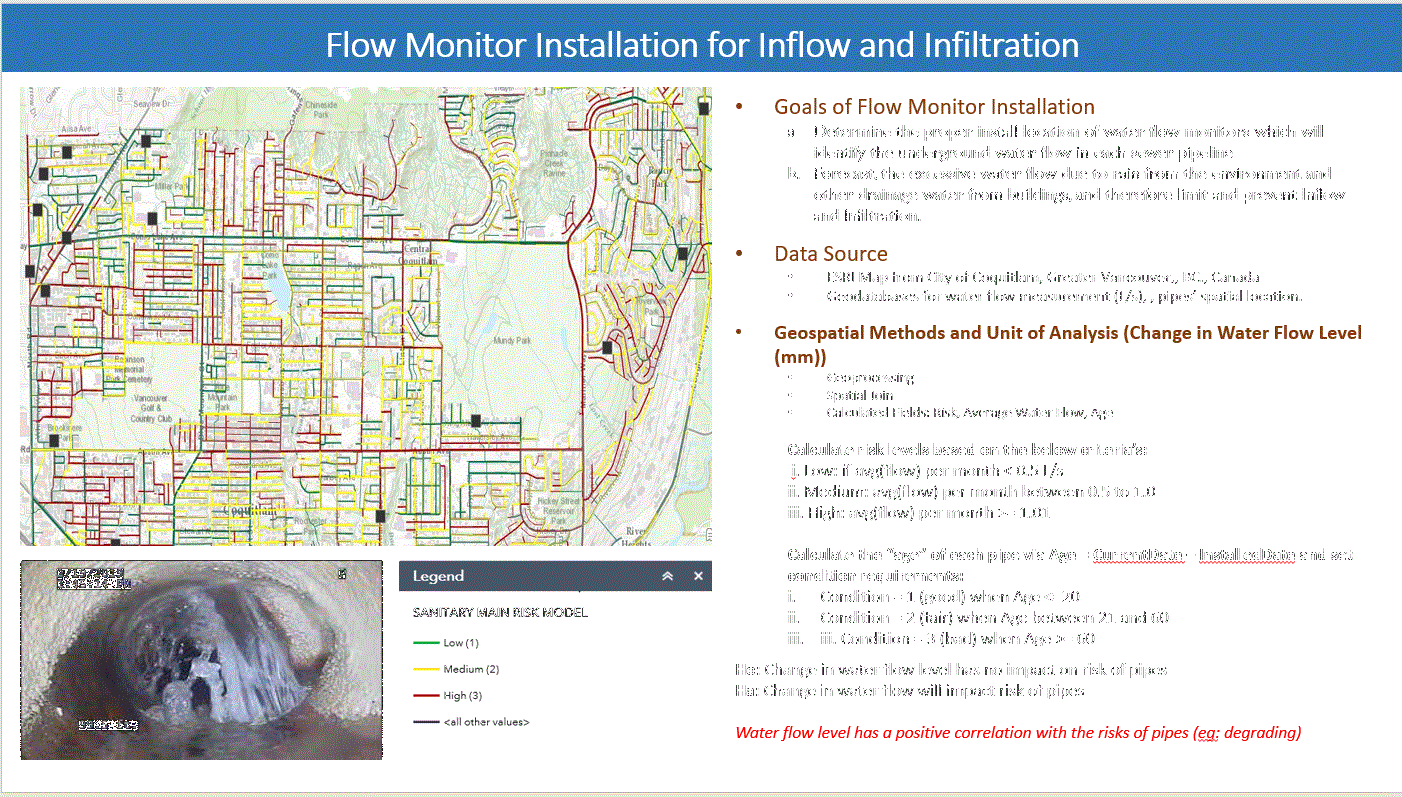 Flow Monitor Installation for Inflow and Infiltration
Seaview Dr
Chineside
Park
Ailsa Ave
Pinnacle
Creek
Ravine
Miller Park
Como Lake Ave
Central
Coquitlam
Como
Lake
Park
Regan Ave
Mundy Park
Robinson
Memorial
Park Cemetery
Vancouver
Golf &
Country Club
Mountain
Park
Brookmere
Park
Rd
Austin Ave
Coquitlam
Rochester
Hickey Street
Reservoir
Park
River
Heights
Legend
SANITARY MAIN RISK MODEL
Low (1)
Medium (2)
High (3)
<all other values>
• Goals of Flow Monitor Installation
a. Determine the proper install location of water flow monitors which will
identify the underground water flow in each sewer pipeline
b. Forecast, the excessive water flow due to rain from the environment and
other drainage water from buildings, and therefore limit and prevent Inflow
and Infiltration.
• Data Source
• ESRI Map from City of Coquitlam, Greater Vancouver,, BC., Canada
• Geodatabases for water flow measurement (L/s), , pipes' spatial location.
• Geospatial Methods and Unit of Analysis (Change in Water Flow Level
(mm))
• Geoprocessing
• Spatial Join
• Calculated Fields: Risk, Average Water Flow, Age
Calculate risk levels based on the below criteria's:
i. Low: if avg(flow) per month < 0.5 L/s
ii. Medium: avg(flow) per month between 0.5 to 1.0
iii. High: avg(flow) per month >= 1.01
Calculate the "age" of each pipe via Age = CurrentDate - InstalledDate and set
condition requirements:
i. Condition = 1 (good) when Age <= 20
ii. Condition = 2 (fair) when Age between 21 and 60
iii. iii. Condition = 3 (bad) when Age >= 60
Ho: Change in water flow level has no impact on risk of pipes
Ha: Change in water flow will impact risk of pipes
Water flow level has a positive correlation with the risks of pipes (eg: degrading)